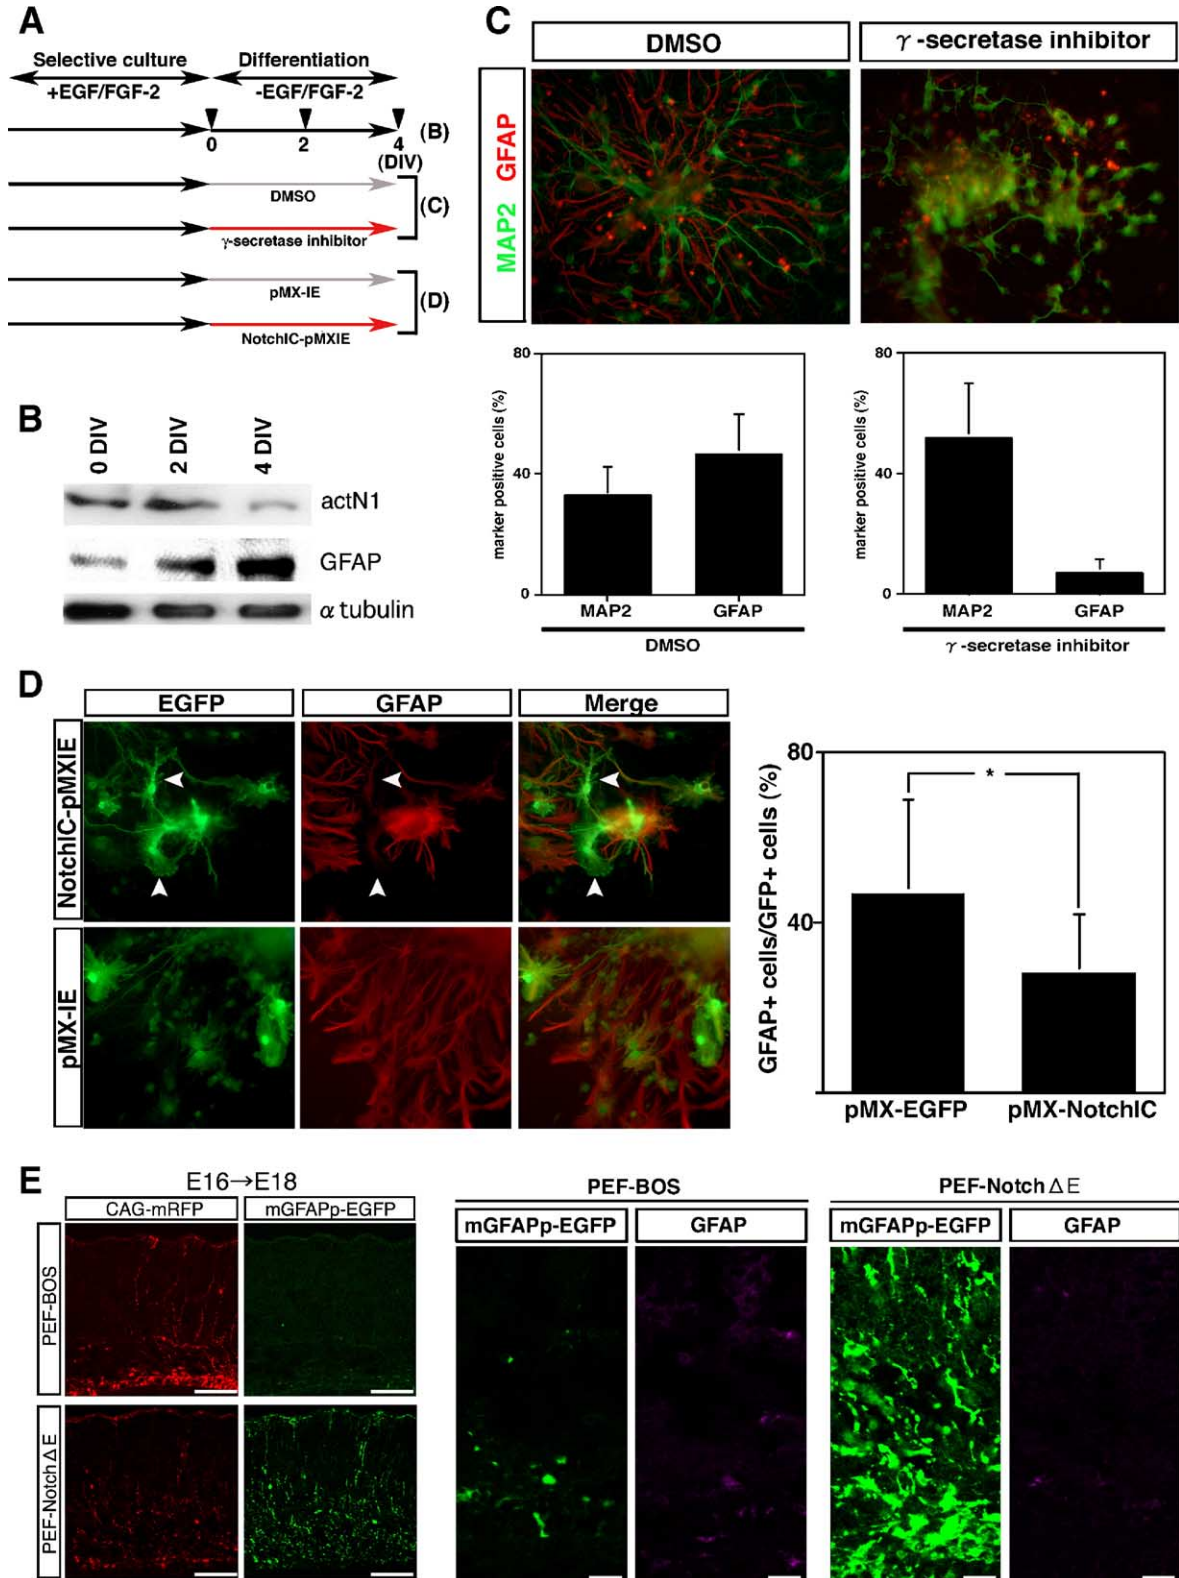 A
Selective culture
Differentiation
+EGF/FGF-2
-EGF/FGF-2
0
2
4
(B)
(DIV)
DMSO
γ-secretase inhibitor
(C)
pMX-IE
NotchIC-pMXIE
(D)
B
0 DIV
2 DIV
4 DIV
actN1
GFAP
α tubulin
C
DMSO
γ -secretase inhibitor
MAP2 GFAP
80
40
0
marker positive cells (%)
MAP2
GFAP
DMSO
80
40
0
marker positive cells (%)
MAP2
GFAP
γ -secretase inhibitor
D
EGFP
GFAP
Merge
NotchIC-pMXIE
pMX-IE
80
40
GFAP+ cells/GFP+ cells (%)
*
pMX-EGFP
pMX-NotchIC
E
E16→E18
CAG-mRFP
mGFAPp-EGFP
PEF-BOS
PEF-Notch Δ E
PEF-BOS
mGFAPp-EGFP
GFAP
PEF-Notch Δ E
mGFAPp-EGFP
GFAP